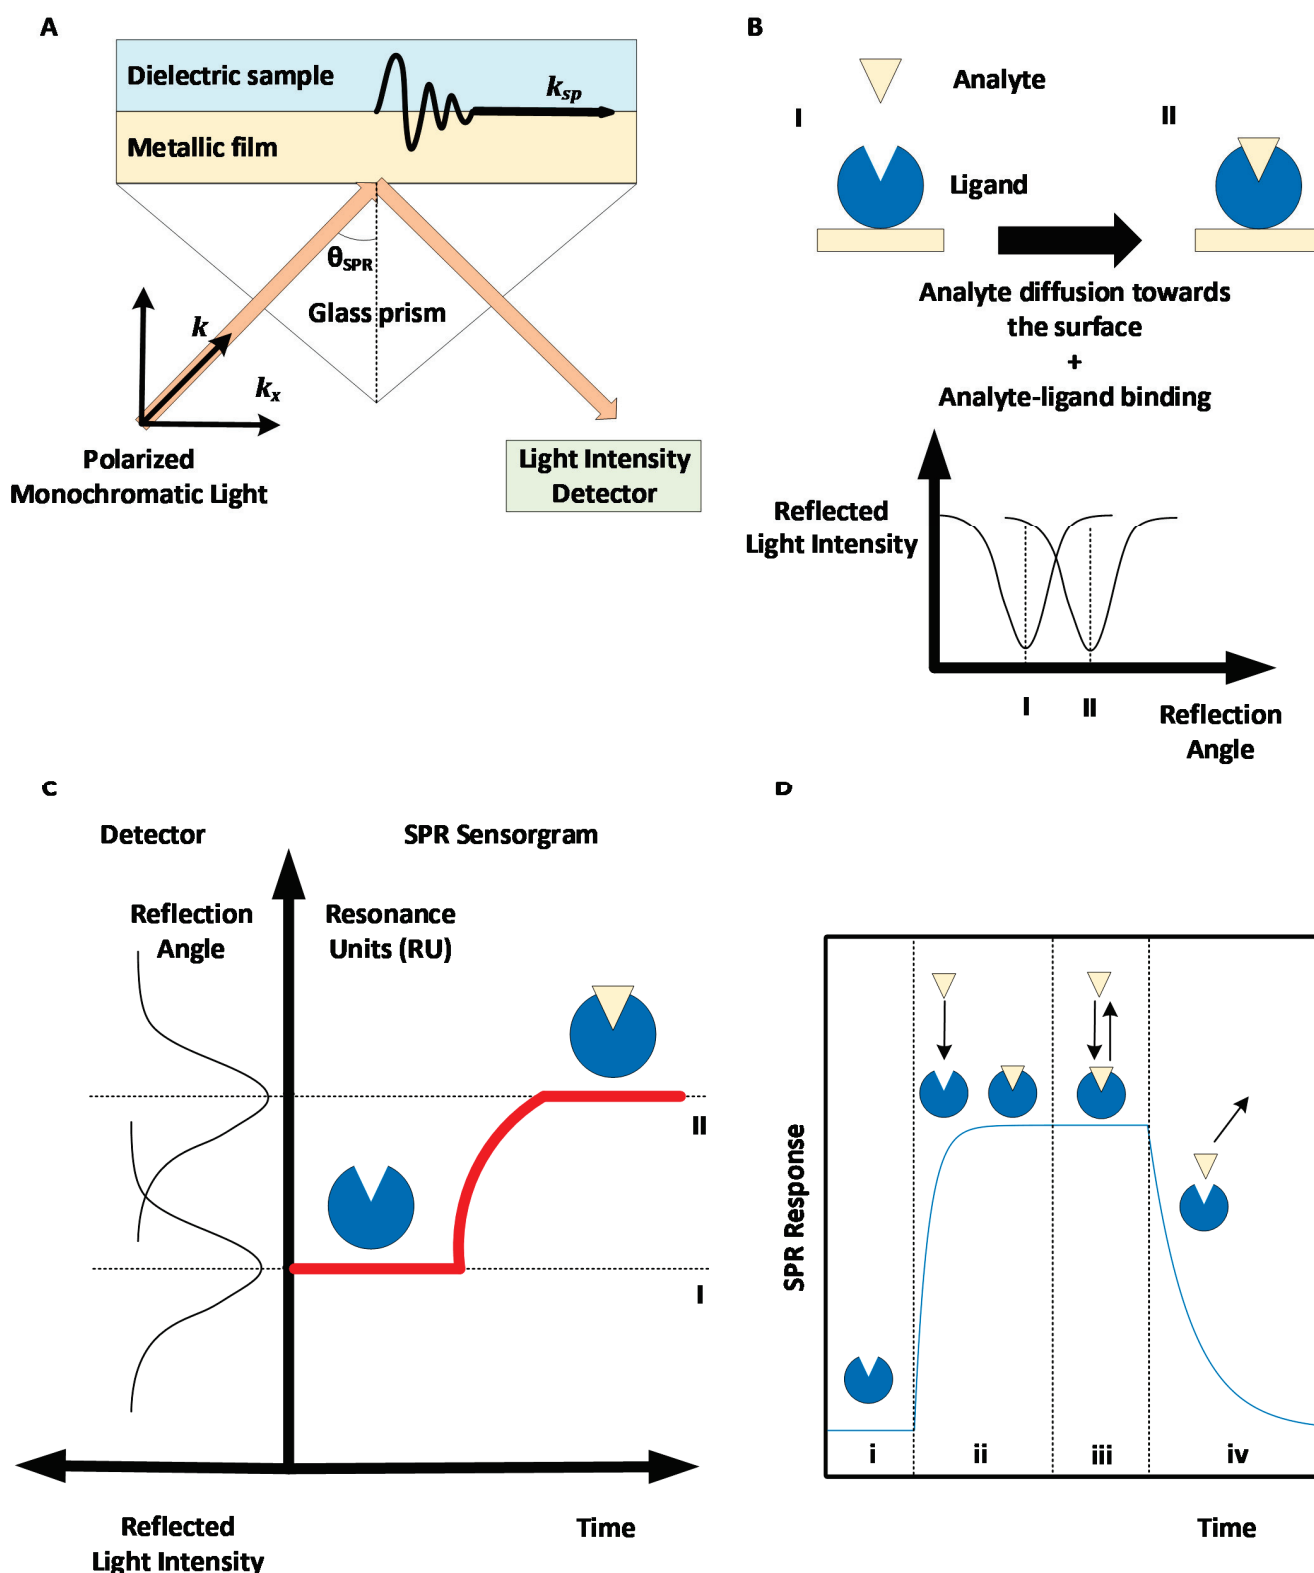 A
Dielectric sample
k_sp
Metallic film
θ_SPR
Glass prism
k
k_x
Polarized
Monochromatic Light
Light Intensity
Detector
B
Analyte
I
II
Ligand
Analyte diffusion towards
the surface
+
Analyte-ligand binding
Reflected
Light Intensity
I
II
Reflection
Angle
C
Detector
SPR Sensorgram
Reflection
Angle
Resonance
Units (RU)
II
I
Reflected
Light Intensity
Time
D
SPR Response
i
ii
iii
iv
Time